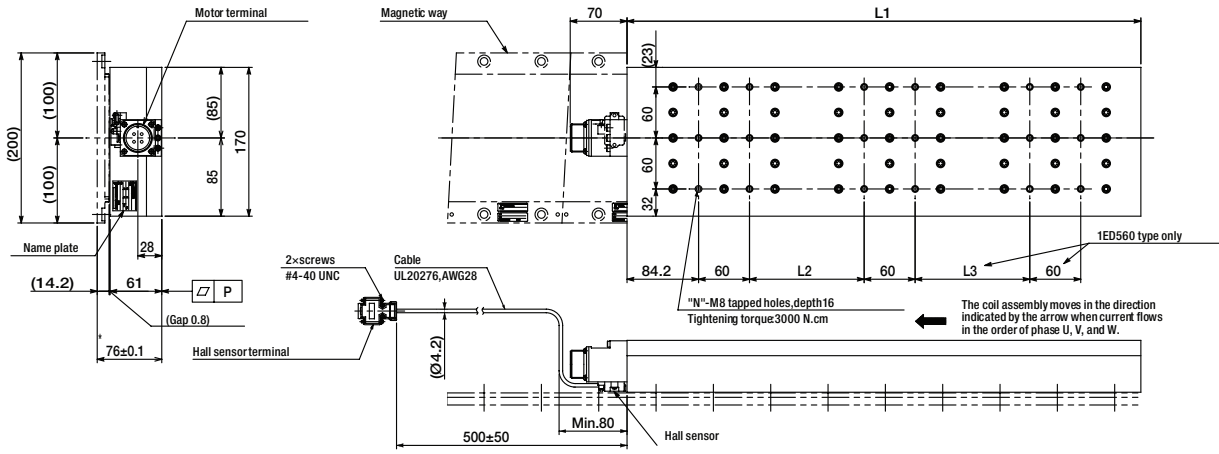 Motor terminal
(200)
(100)
(100)
(85)
170
85
Name plate
28
(14.2)
61
P
(Gap 0.8)
76±0.1
Magnetic way
70
L1
(23)
60
60
32
84.2
60
L2
60
L3
60
1ED560 type only
"N"-M8 tapped holes,depth16
Tightening torque:3000 N.cm
The coil assembly moves in the direction
indicated by the arrow when current flows
in the order of phase U, V, and W.
2×screws
#4-40 UNC
Cable
UL20276,AWG28
Hall sensor terminal
(Ø4.2)
Min.80
500±50
Hall sensor